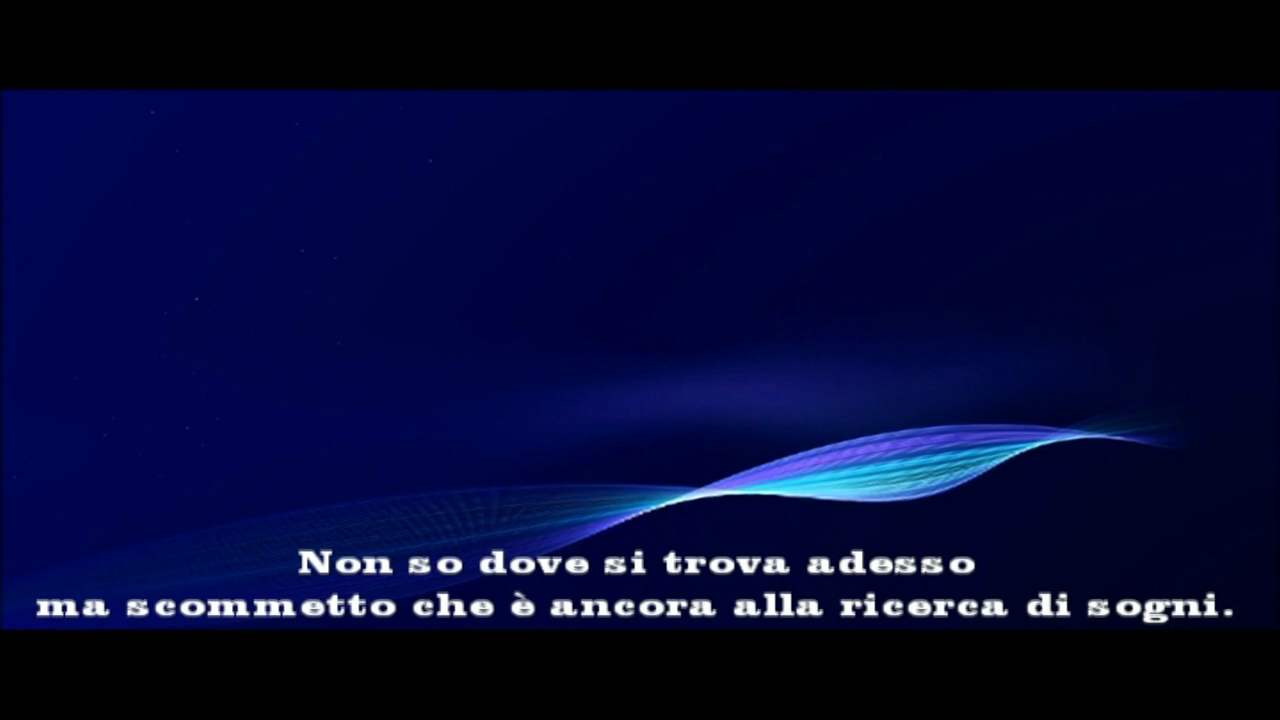 Non so dove si trova adesso
ma scommetto che è ancora alla ricerca di sogni.